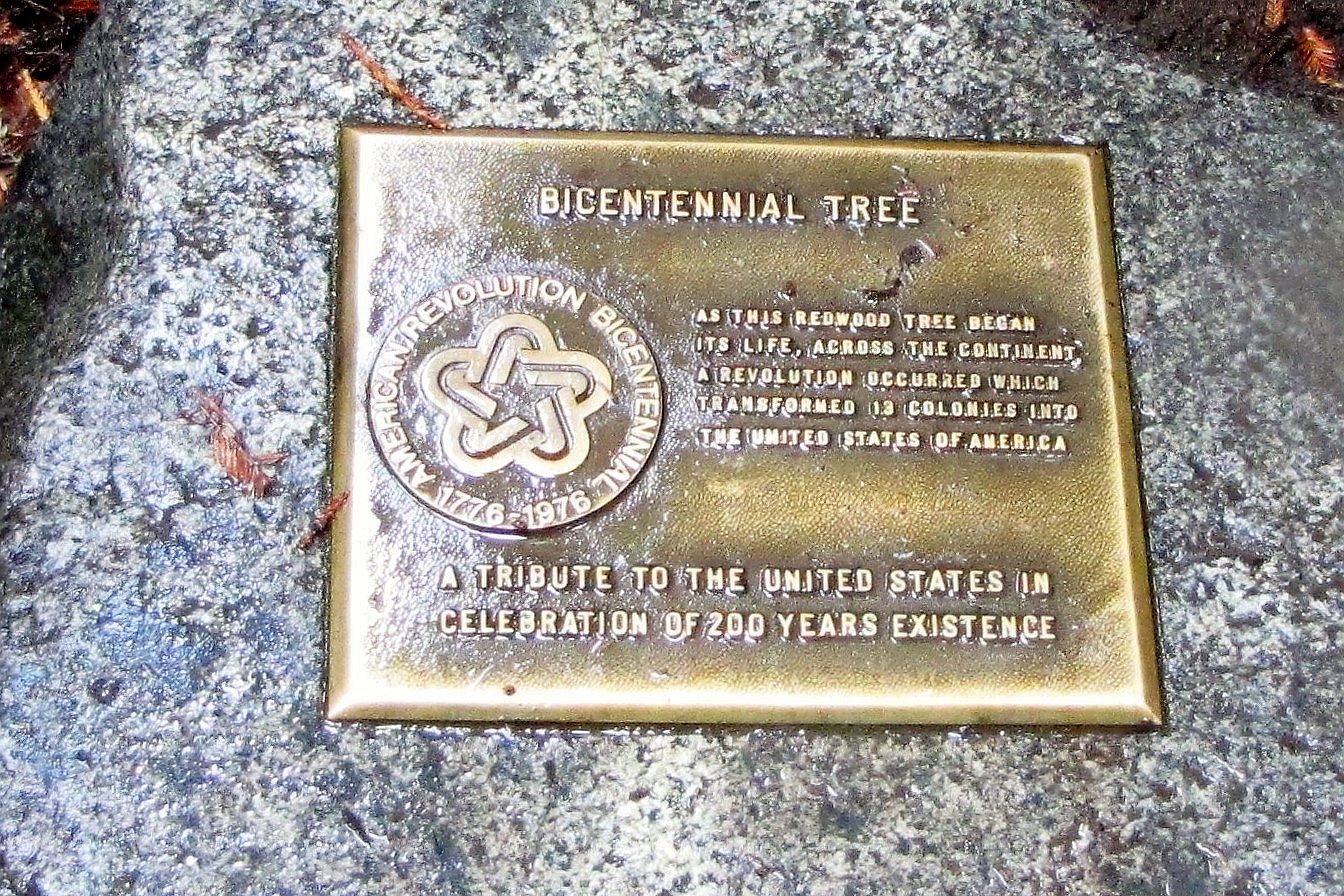 BICENTENNIAL TREE
AMERICAN REVOLUTION BICENTENNIAL
1776-1976
AS THIS REDWOOD TREE BEGAN
ITS LIFE, ACROSS THE CONTINENT,
A REVOLUTION OCCURRED WHICH
TRANSFORMED 13 COLONIES INTO
THE UNITED STATES OF AMERICA
A TRIBUTE TO THE UNITED STATES IN
CELEBRATION OF 200 YEARS EXISTENCE